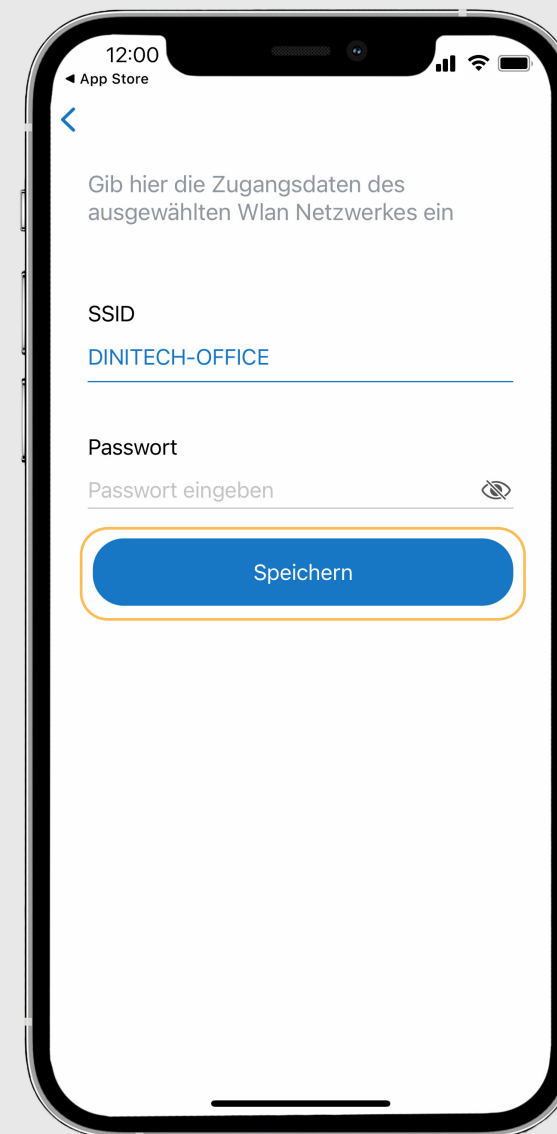 12:00
◀ App Store
Gib hier die Zugangsdaten des
ausgewählten Wlan Netzwerkes ein
SSID
DINITECH-OFFICE
Passwort
Passwort eingeben
Speichern